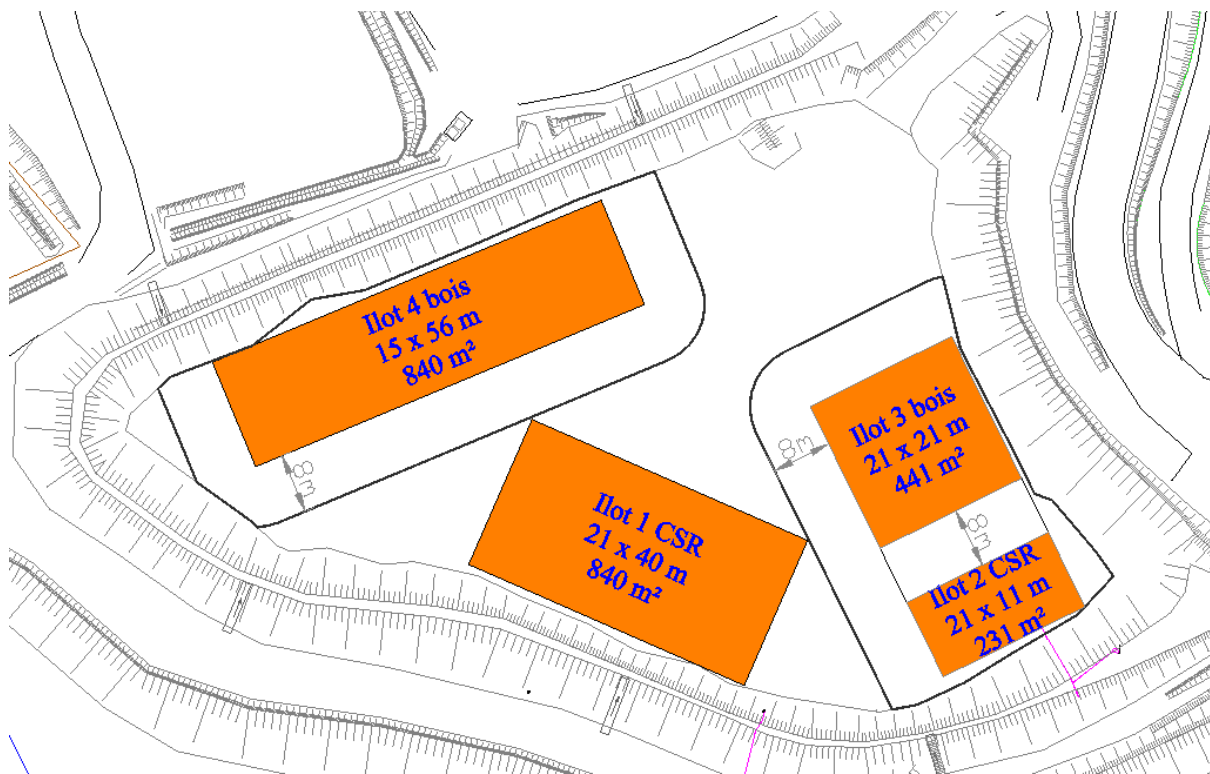 Ilot 4 bois
15 x 56 m
840 m²
8m
Ilot 1 CSR
21 x 40 m
840 m²
8m
Ilot 3 bois
21 x 21 m
441 m²
8m
Ilot 2 CSR
21 x 11 m
231 m²